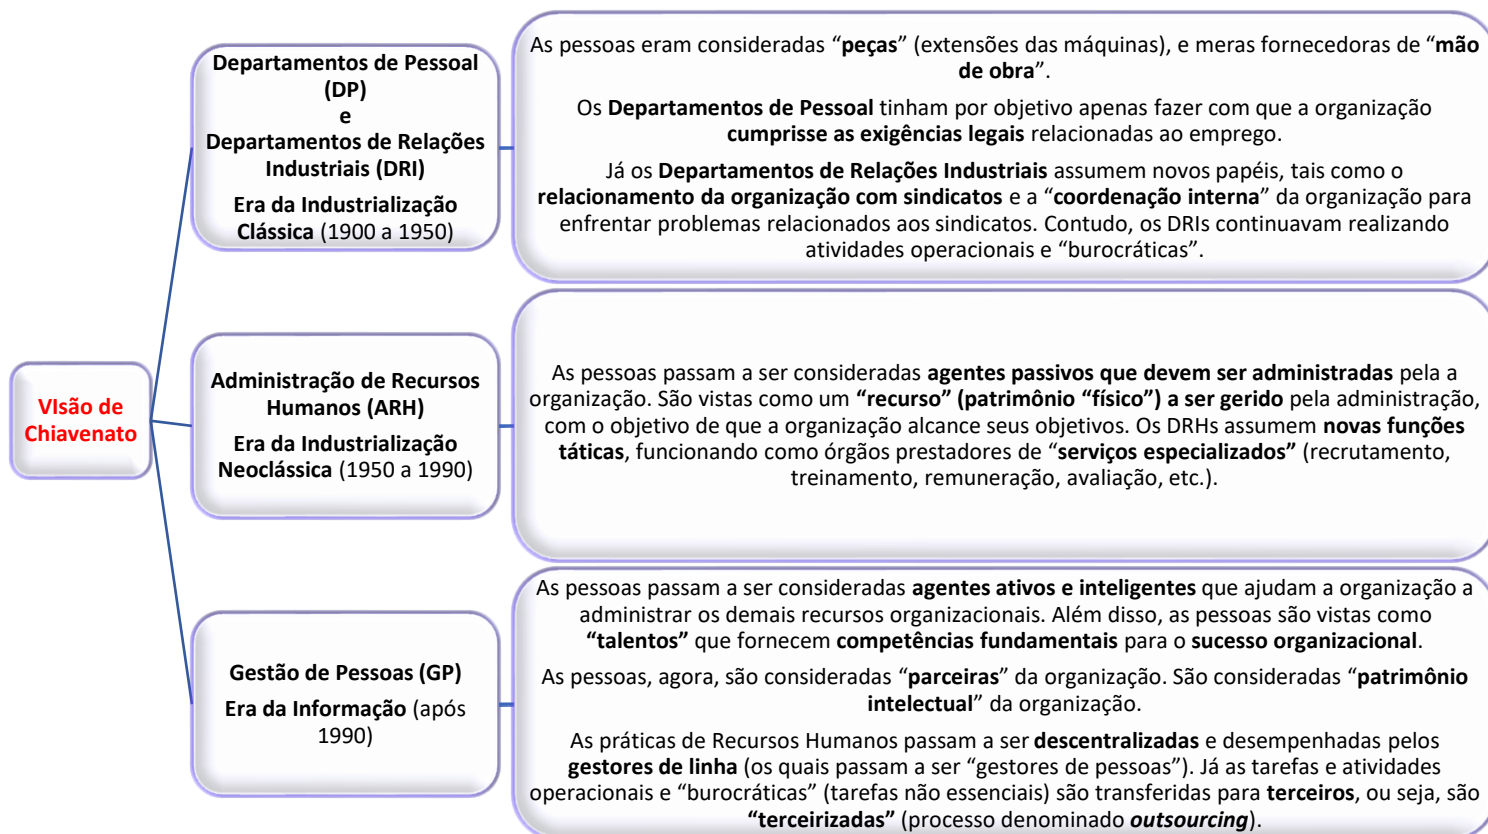 VIsão de
Chiavenato
Departamentos de Pessoal
(DP)
e
Departamentos de Relações
Industriais (DRI)
Era da Industrialização
Clássica (1900 a 1950)
As pessoas eram consideradas “peças” (extensões das máquinas), e meras fornecedoras de “mão
de obra”.
Os Departamentos de Pessoal tinham por objetivo apenas fazer com que a organização
cumprisse as exigências legais relacionadas ao emprego.
Já os Departamentos de Relações Industriais assumem novos papéis, tais como o
relacionamento da organização com sindicatos e a “coordenação interna” da organização para
enfrentar problemas relacionados aos sindicatos. Contudo, os DRIs continuavam realizando
atividades operacionais e “burocráticas”.
Administração de Recursos
Humanos (ARH)
Era da Industrialização
Neoclássica (1950 a 1990)
As pessoas passam a ser consideradas agentes passivos que devem ser administradas pela a
organização. São vistas como um “recurso” (patrimônio “físico”) a ser gerido pela administração,
com o objetivo de que a organização alcance seus objetivos. Os DRHs assumem novas funções
táticas, funcionando como órgãos prestadores de “serviços especializados” (recrutamento,
treinamento, remuneração, avaliação, etc.).
Gestão de Pessoas (GP)
Era da Informação (após
1990)
As pessoas passam a ser consideradas agentes ativos e inteligentes que ajudam a organização a
administrar os demais recursos organizacionais. Além disso, as pessoas são vistas como
“talentos” que fornecem competências fundamentais para o sucesso organizacional.
As pessoas, agora, são consideradas “parceiras” da organização. São consideradas “patrimônio
intelectual” da organização.
As práticas de Recursos Humanos passam a ser descentralizadas e desempenhadas pelos
gestores de linha (os quais passam a ser “gestores de pessoas”). Já as tarefas e atividades
operacionais e “burocráticas” (tarefas não essenciais) são transferidas para terceiros, ou seja, são
“terceirizadas” (processo denominado outsourcing).